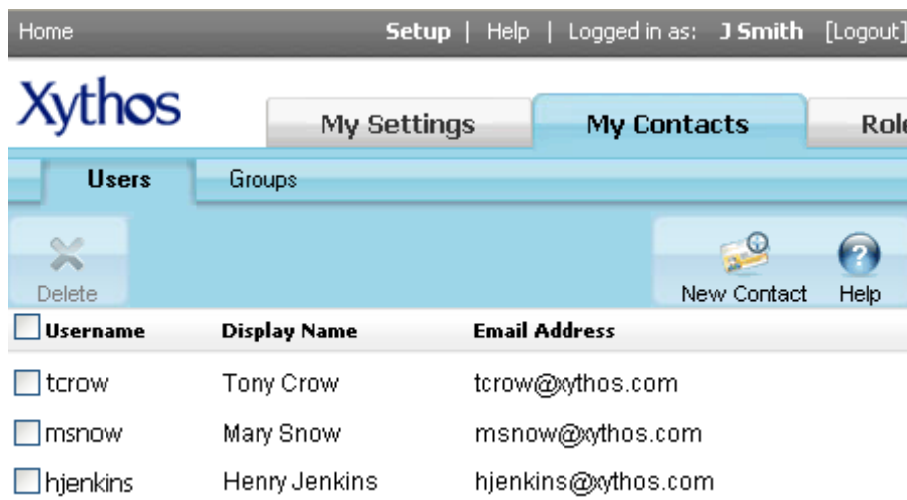 Home Setup | Help | Logged in as: J Smith [Logout]
Xythos My Settings My Contacts
Users Groups
Delete New Contact Help
Username Display Name Email Address
tcrow Tony Crow tcrow@xythos.com
msnow Mary Snow msnow@xythos.com
hjenkins Henry Jenkins hjenkins@xythos.com